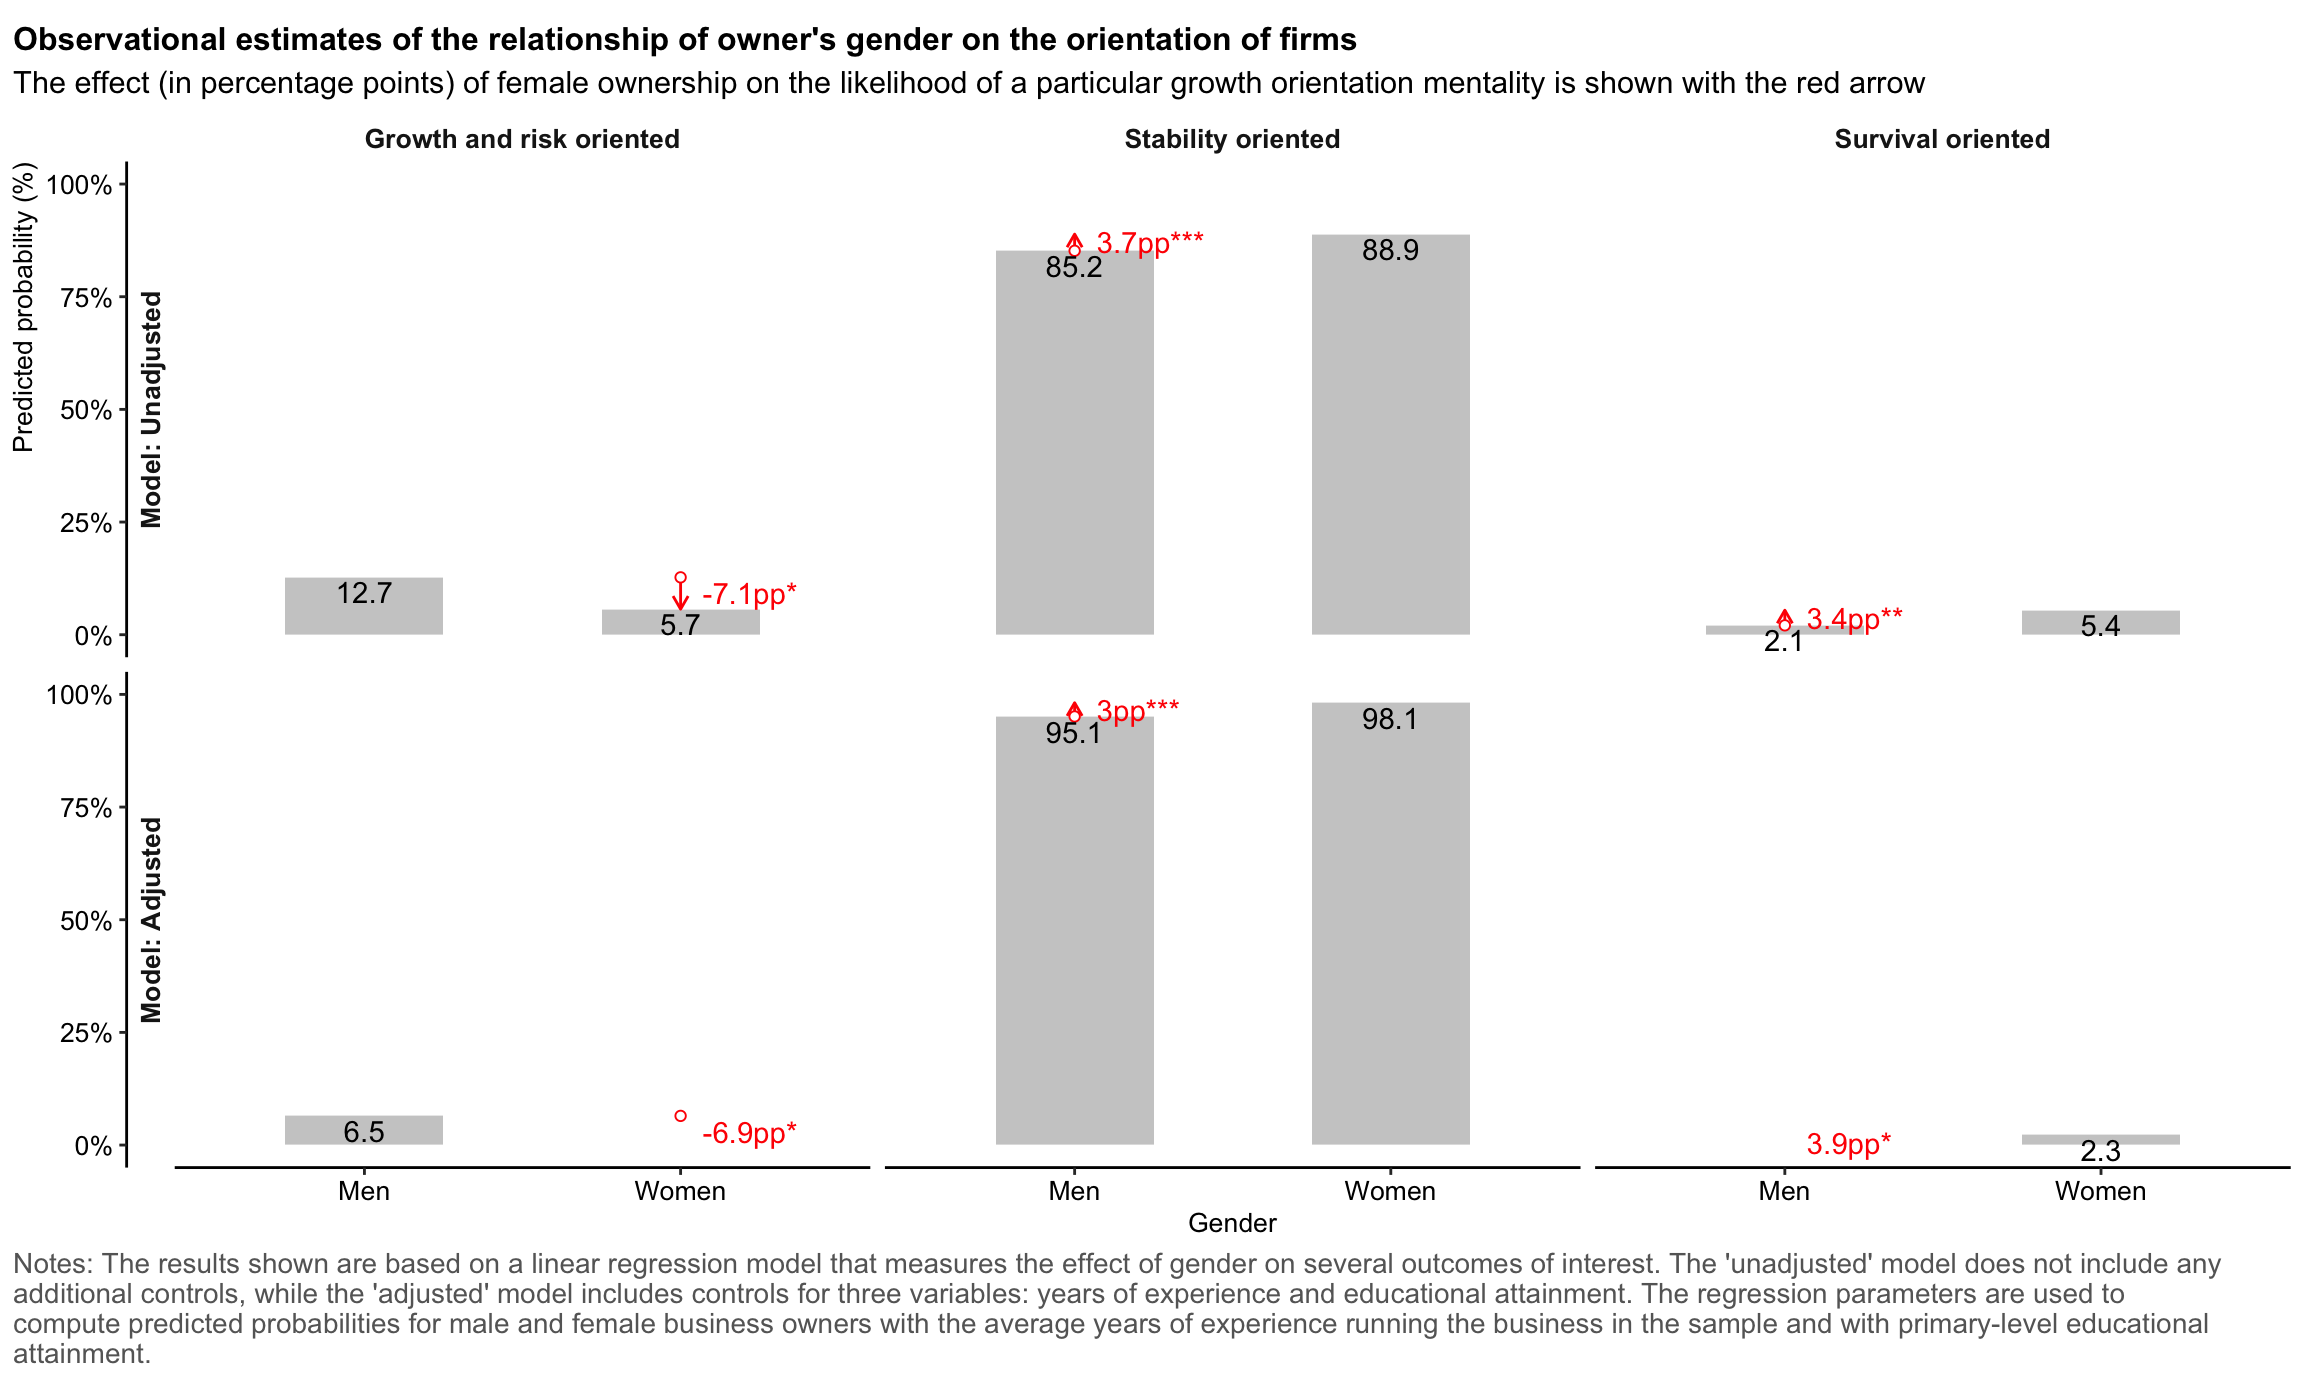 Observational estimates of the relationship of owner's gender on the orientation of firms
The effect (in percentage points) of female ownership on the likelihood of a particular growth orientation mentality is shown with the red arrow
Growth and risk oriented
Stability oriented
Survival oriented
Predicted probability (%)
Model: Unadjusted
100%
75%
50%
25%
0%
12.7
-7.1pp*
5.7
3.7pp***
85.2
88.9
3.4pp**
2.1
5.4
Model: Adjusted
100%
75%
50%
25%
0%
6.5
-6.9pp*
3pp***
95.1
98.1
3.9pp*
2.3
Men
Women
Men
Women
Men
Women
Gender
Notes: The results shown are based on a linear regression model that measures the effect of gender on several outcomes of interest. The 'unadjusted' model does not include any
additional controls, while the 'adjusted' model includes controls for three variables: years of experience and educational attainment. The regression parameters are used to
compute predicted probabilities for male and female business owners with the average years of experience running the business in the sample and with primary-level educational
attainment.